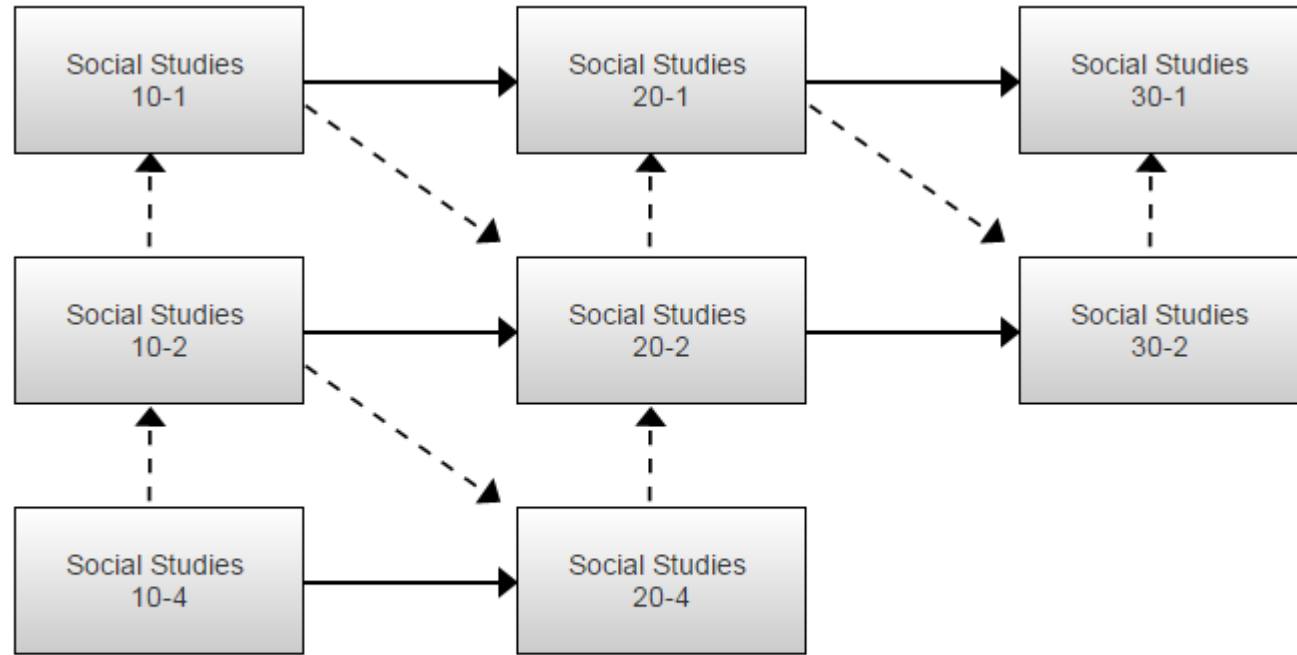 Social Studies
10-1
Social Studies
20-1
Social Studies
30-1
Social Studies
10-2
Social Studies
20-2
Social Studies
30-2
Social Studies
10-4
Social Studies
20-4